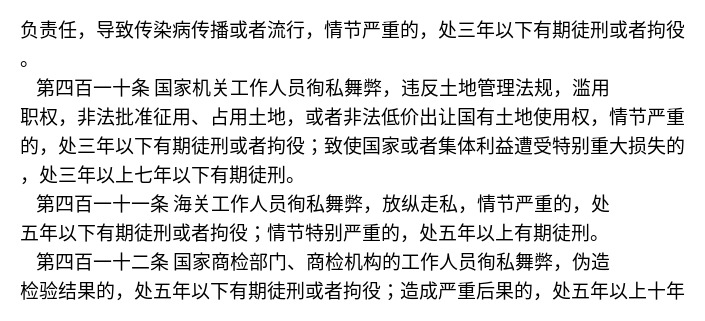 负责任，导致传染病传播或者流行，情节严重的，处三年以下有期徒刑或者拘役
。
第四百一十条 国家机关工作人员徇私舞弊，违反土地管理法规，滥用
职权，非法批准征用、占用土地，或者非法低价出让国有土地使用权，情节严重
的，处三年以下有期徒刑或者拘役；致使国家或者集体利益遭受特别重大损失的
，处三年以上七年以下有期徒刑。
第四百一十一条 海关工作人员徇私舞弊，放纵走私，情节严重的，处
五年以下有期徒刑或者拘役；情节特别严重的，处五年以上有期徒刑。
第四百一十二条 国家商检部门、商检机构的工作人员徇私舞弊，伪造
检验结果的，处五年以下有期徒刑或者拘役；造成严重后果的，处五年以上十年